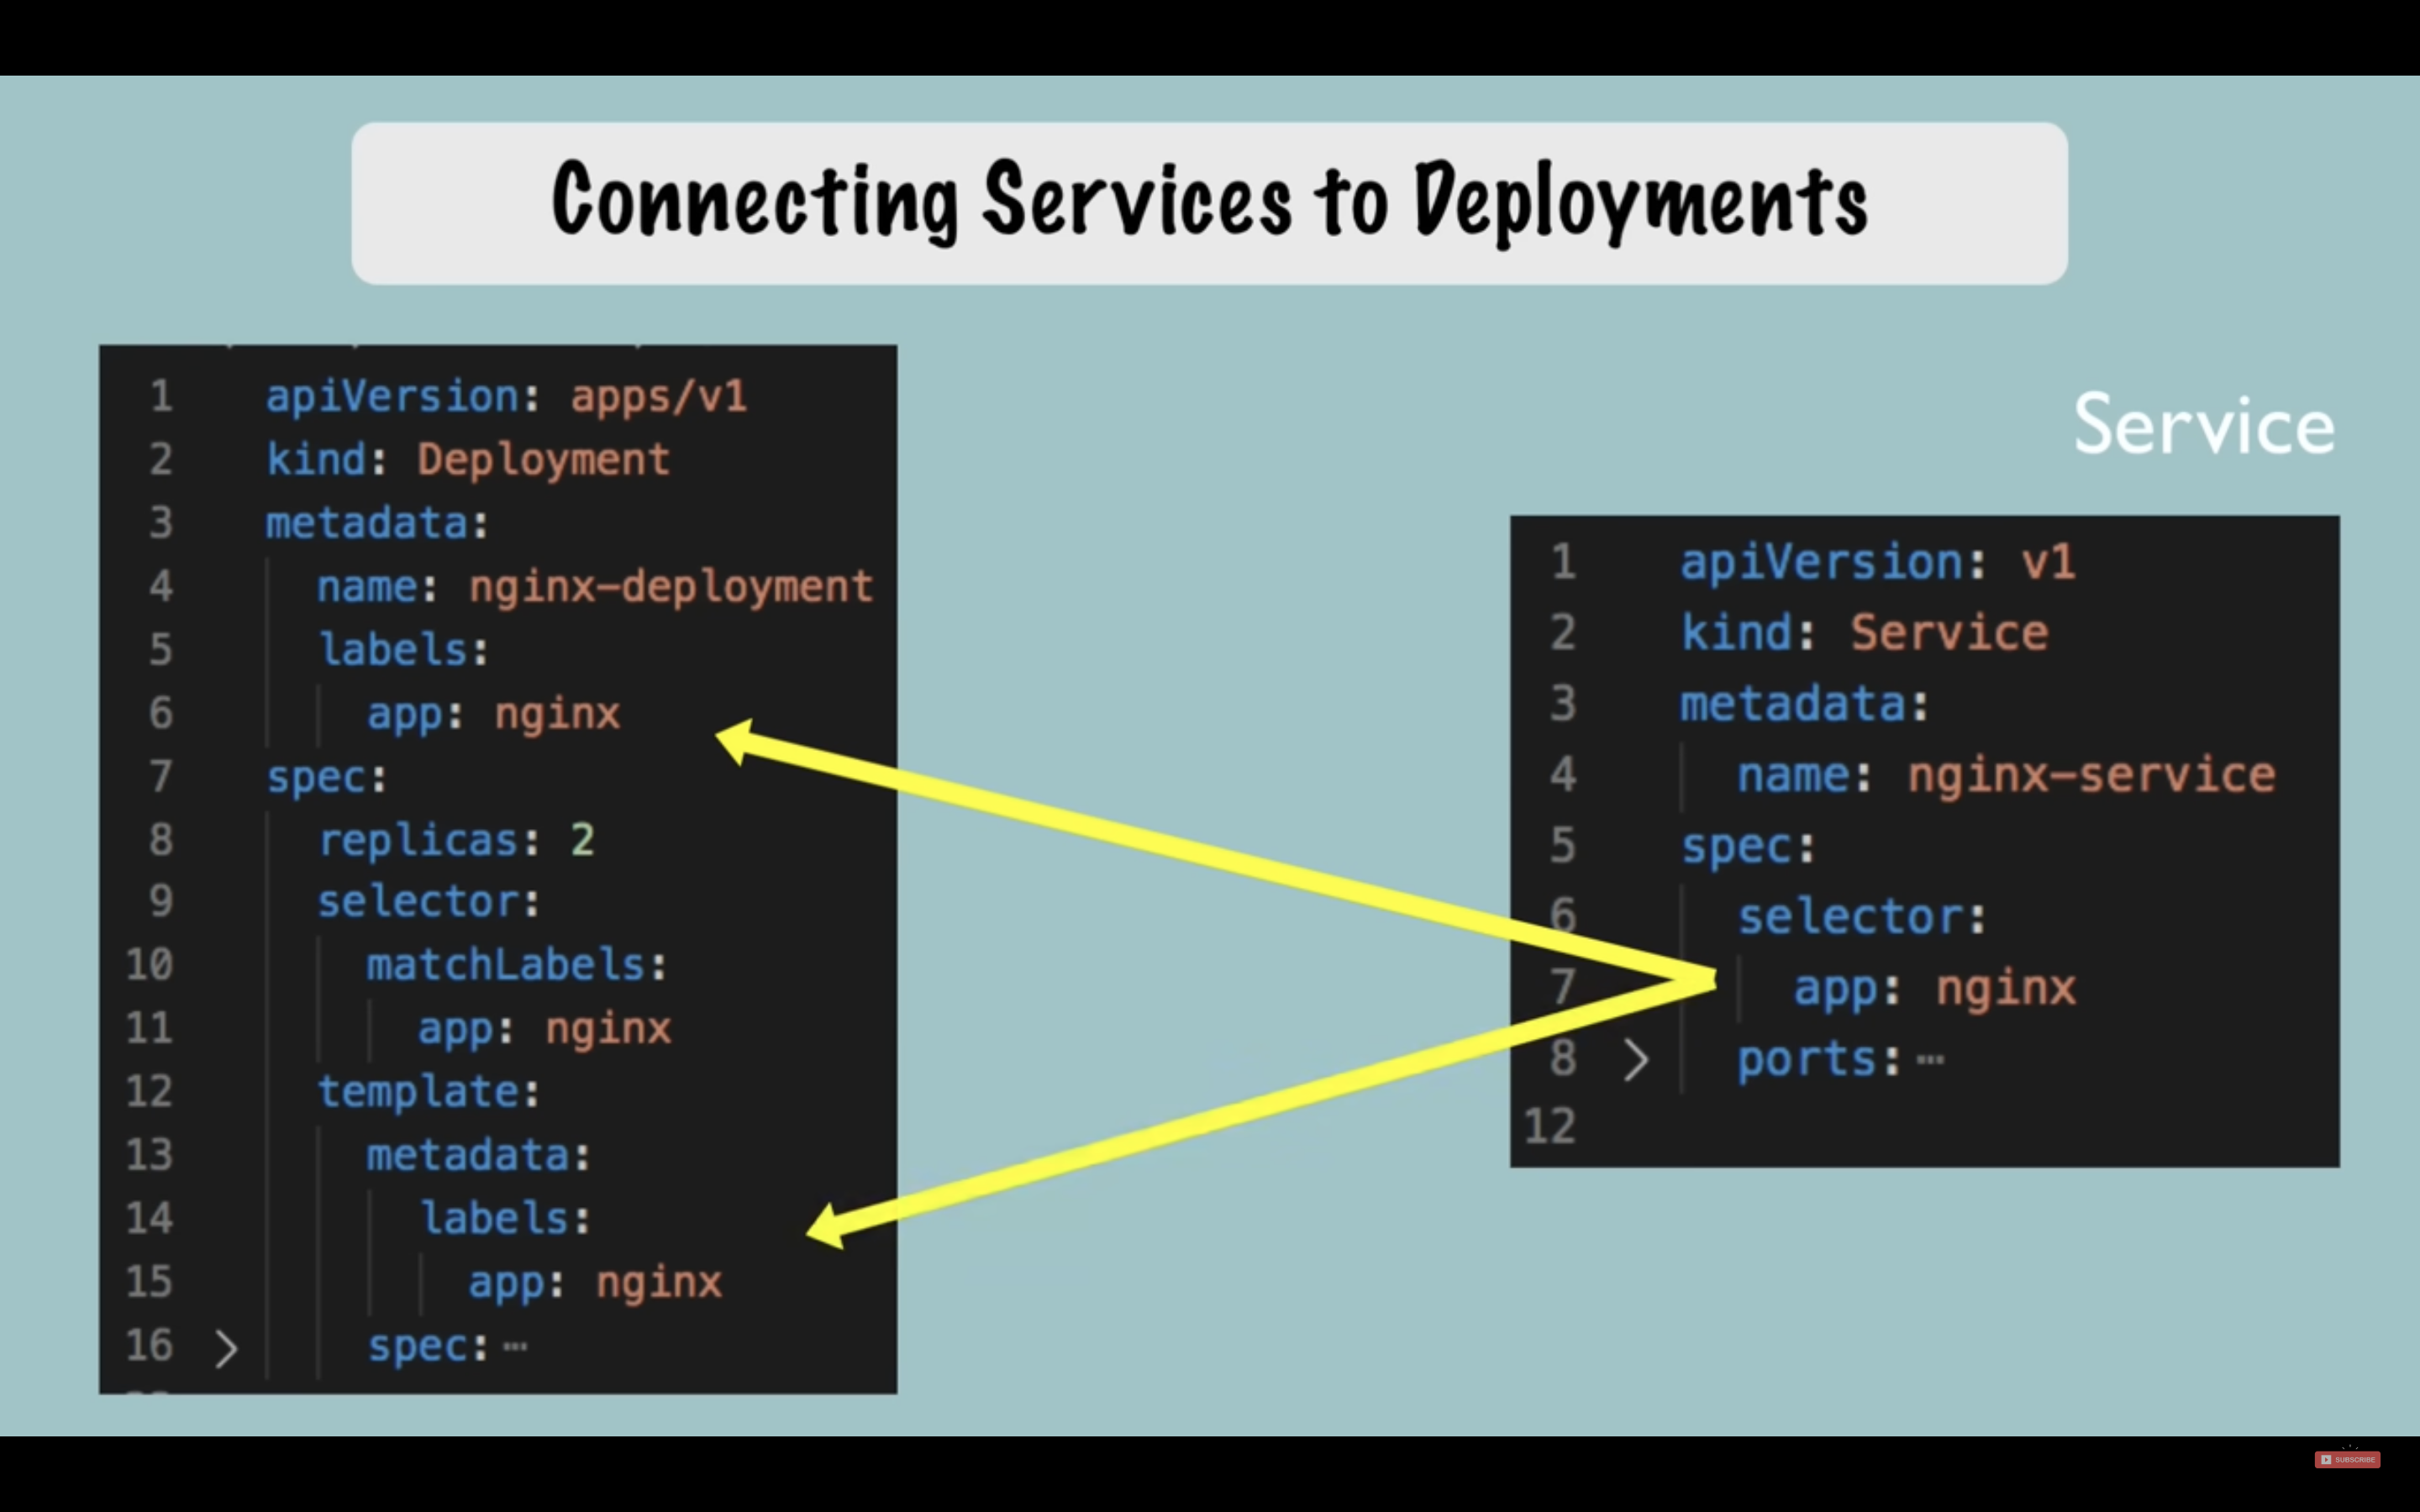 Connecting Services to Deployments
1 apiVersion: apps/v1
2 kind: Deployment
3 metadata:
4 name: nginx-deployment
5 labels:
6 app: nginx
7 spec:
8 replicas: 2
9 selector:
10 matchLabels:
11 app: nginx
12 template:
13 metadata:
14 labels:
15 app: nginx
16 spec:⋯
Service
1 apiVersion: v1
2 kind: Service
3 metadata:
4 name: nginx-service
5 spec:
6 selector:
7 app: nginx
8 ports:⋯
12
SUBSCRIBE